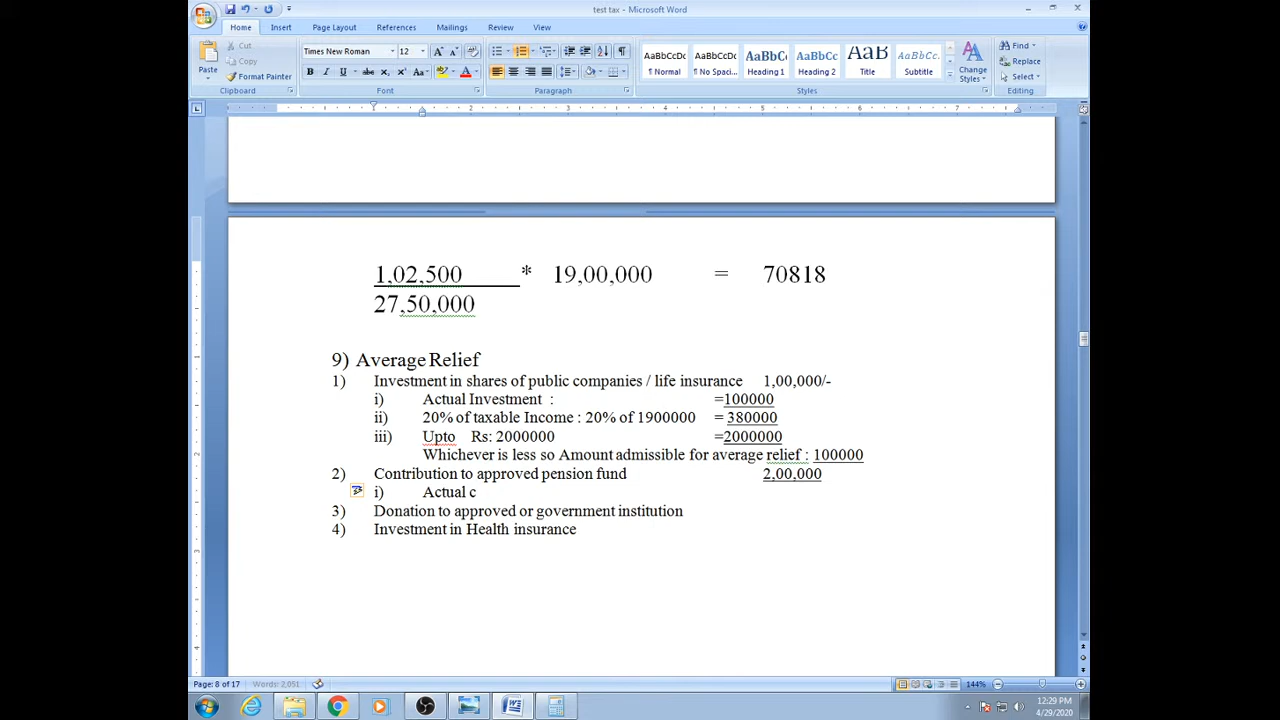 test tax - Microsoft Word
Home Insert Page Layout References Mailings Review View
Paste
Cut
Copy
Format Painter
Clipboard
Times New Roman 12
Font
Paragraph
AaBbCcDc AaBbCcDc AaBbC AaBbCc AaB AaBbCc
¶ Normal ¶ No Spaci... Heading 1 Heading 2 Title Subtitle
Change Styles
Styles
Find
Replace
Select
Editing
1,02,500 * 19,00,000 = 70818
27,50,000
9) Average Relief
1) Investment in shares of public companies / life insurance 1,00,000/-
i) Actual Investment : =100000
ii) 20% of taxable Income : 20% of 1900000 = 380000
iii) Upto Rs: 2000000 =2000000
Whichever is less so Amount admissible for average relief : 100000
2) Contribution to approved pension fund 2,00,000
i) Actual c
3) Donation to approved or government institution
4) Investment in Health insurance
Page: 8 of 17 Words: 2,051 144%
12:29 PM
4/29/2020